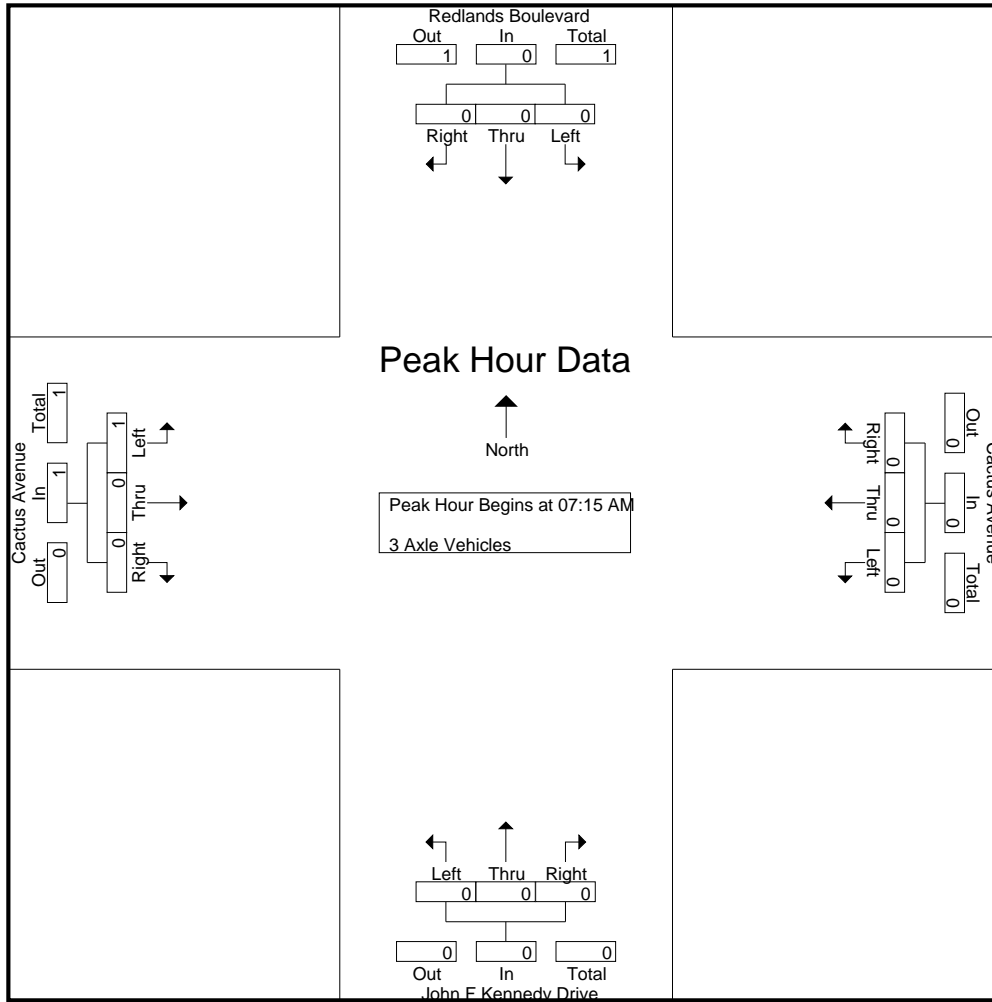 Redlands Boulevard
Out In Total
1 0 1
0 0 0
Right Thru Left
Peak Hour Data
North
Peak Hour Begins at 07:15 AM
3 Axle Vehicles
Cactus Avenue
Total In Out
1 1 0
1 0 0
Left Thru Right
Cactus Avenue
Out In Total
0 0 0
0 0 0
Right Thru Left
Left Thru Right
0 0 0
0 0 0
Out In Total
John F Kennedy Drive